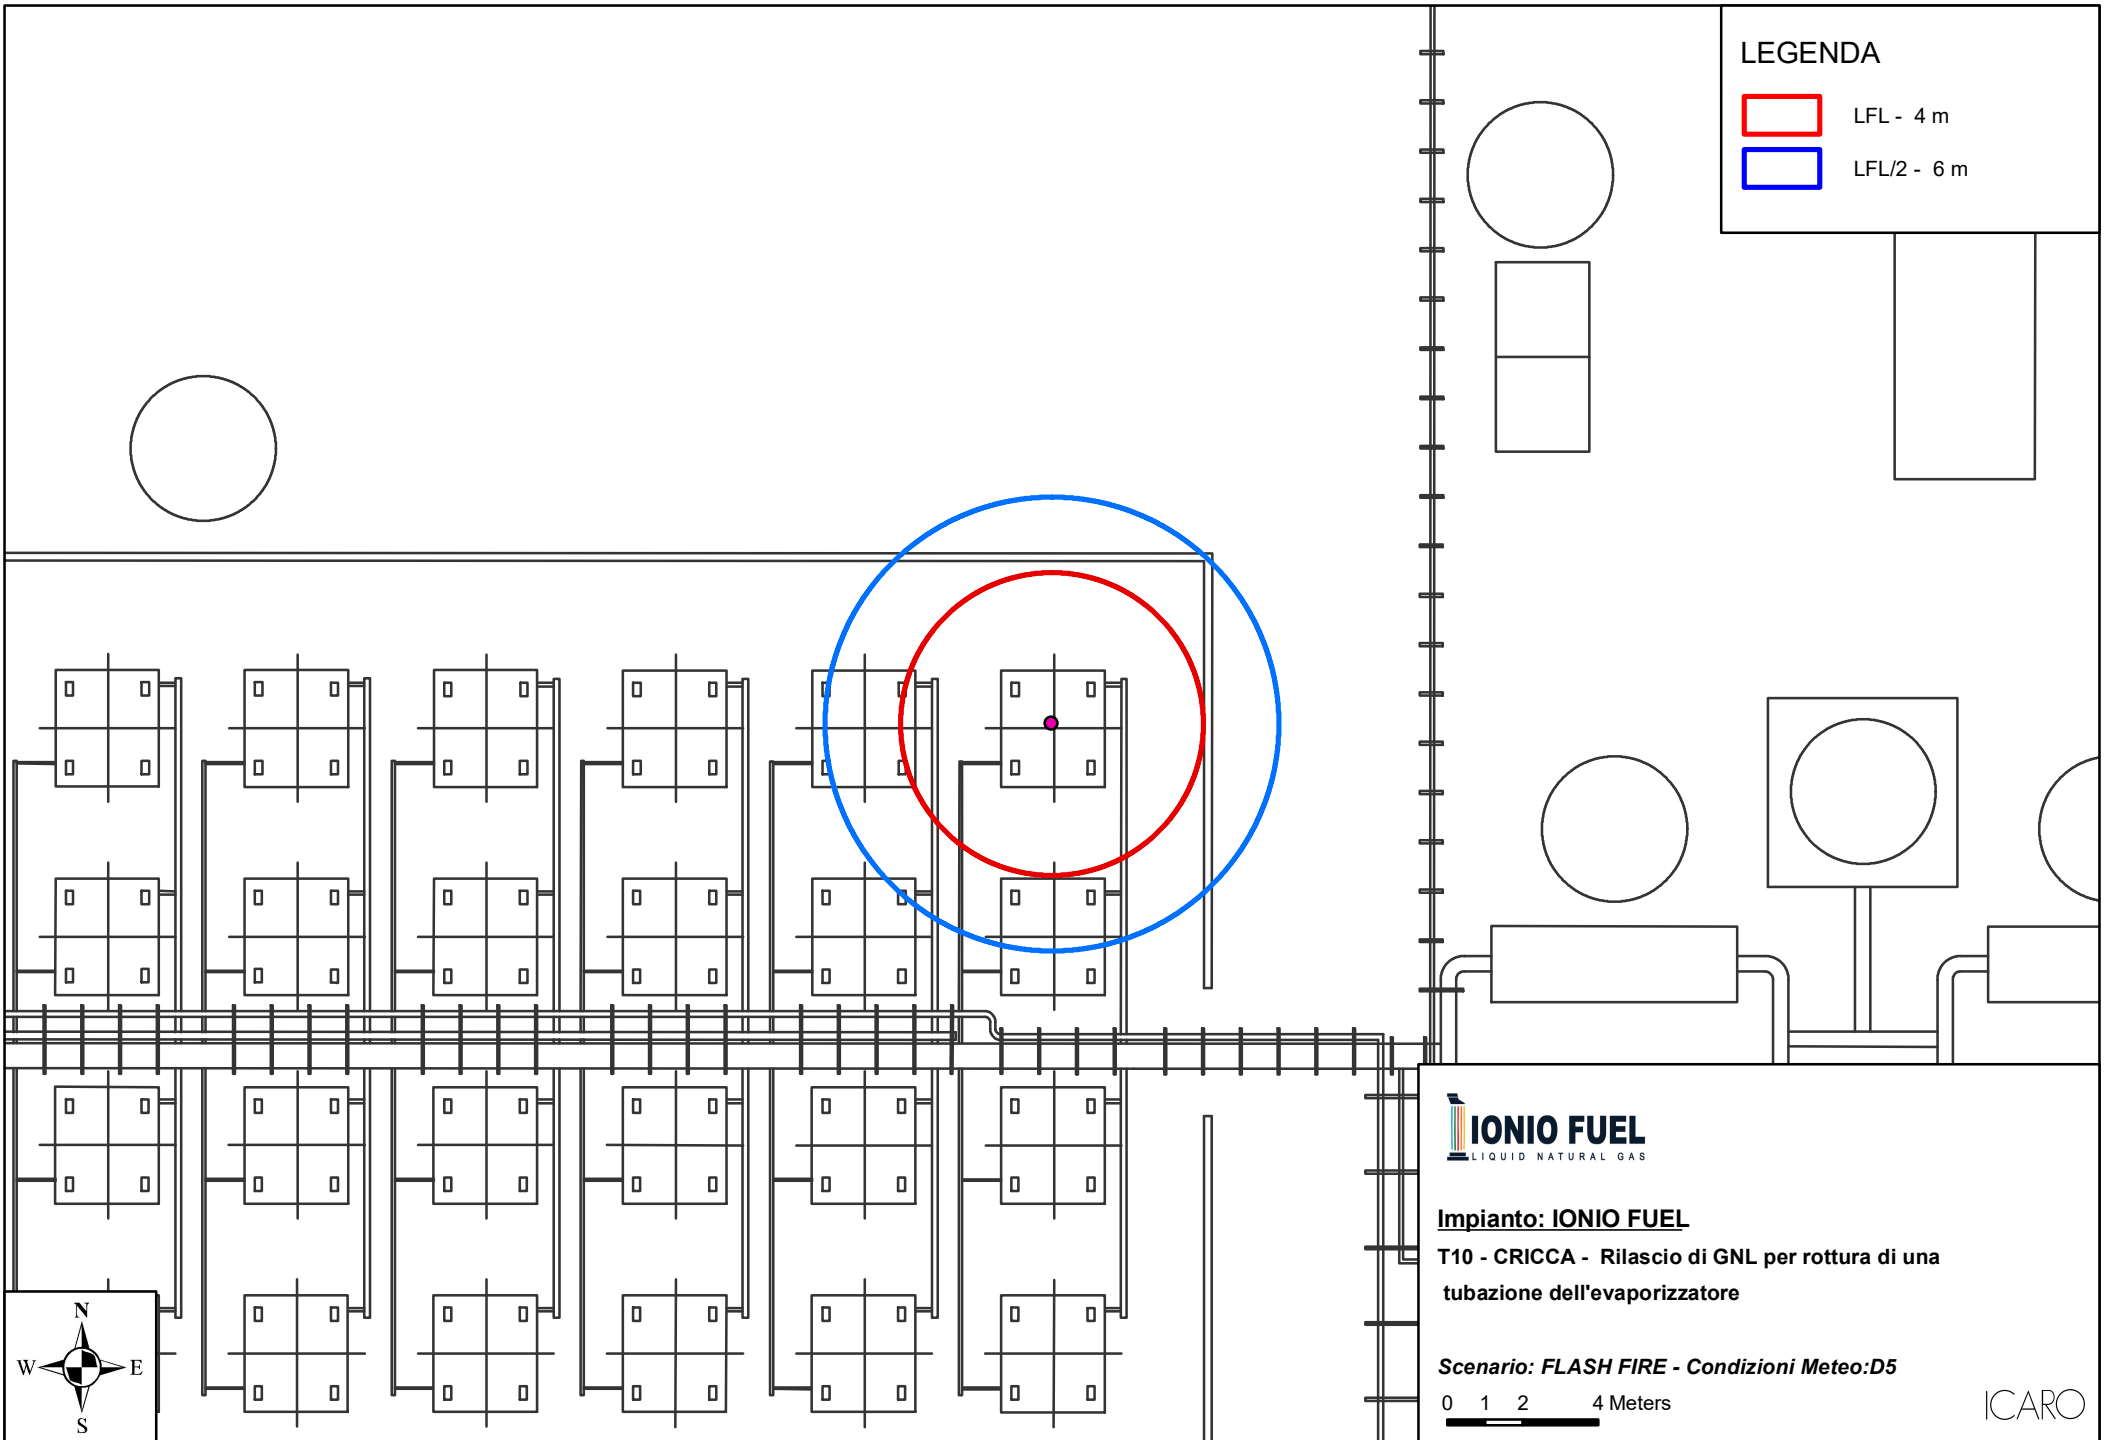 LEGENDA
LFL - 4 m
LFL/2 - 6 m
IONIO FUEL
LIQUID NATURAL GAS
Impianto: IONIO FUEL
T10 - CRICCA - Rilascio di GNL per rottura di una
tubazione dell'evaporizzatore
Scenario: FLASH FIRE - Condizioni Meteo:D5
0 1 2 4 Meters
ICARO
N
W E
S